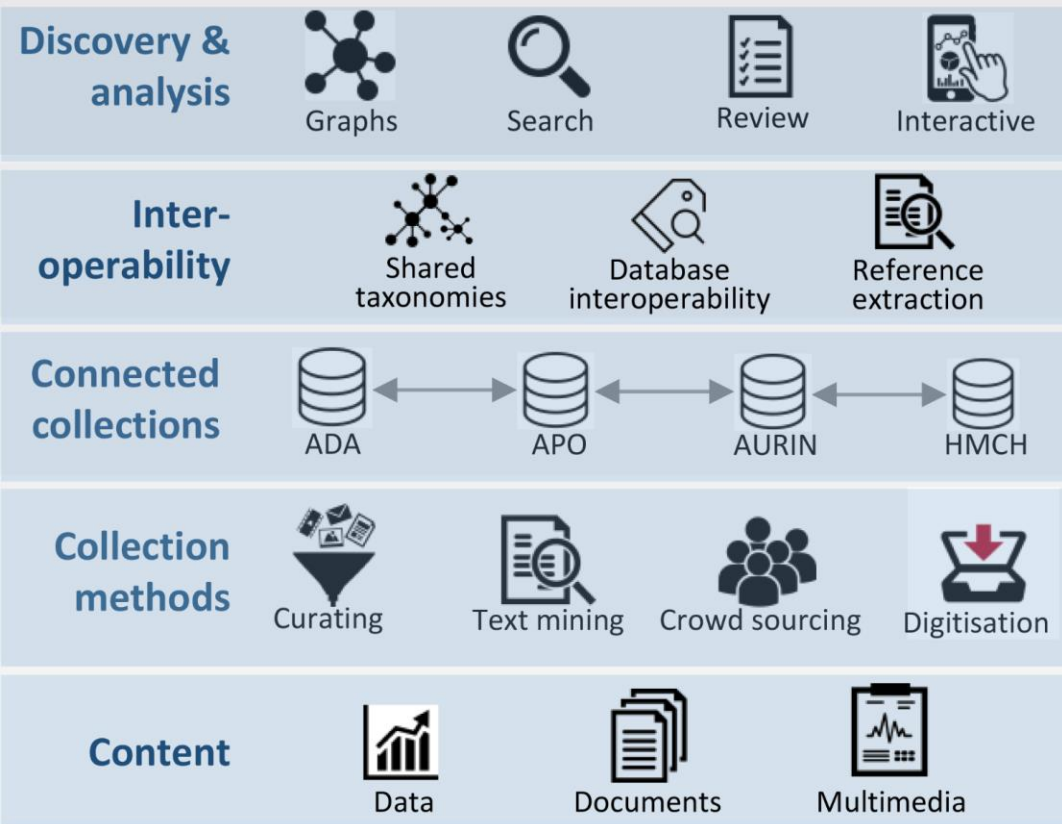 Discovery &
analysis
Graphs
Search
Review
Interactive
Inter-
operability
Shared
taxonomies
Database
interoperability
Reference
extraction
Connected
collections
ADA
APO
AURIN
HMCH
Collection
methods
Curating
Text mining
Crowd sourcing
Digitisation
Content
Data
Documents
Multimedia